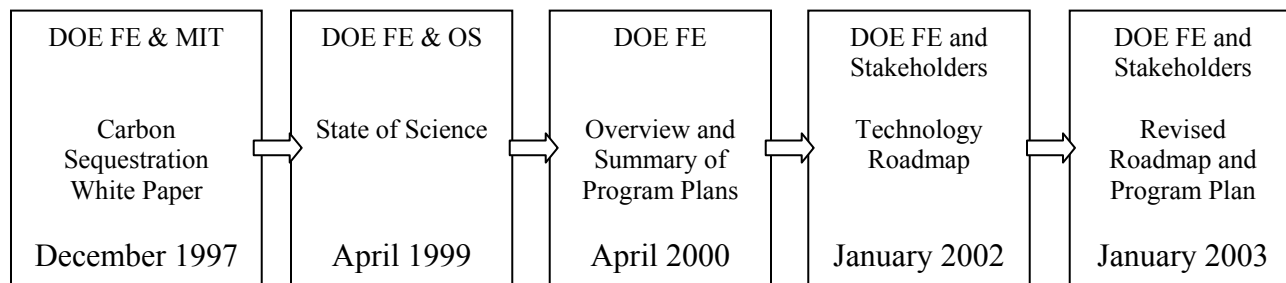 DOE FE & MIT
Carbon
Sequestration
White Paper
December 1997
DOE FE & OS
State of Science
April 1999
DOE FE
Overview and
Summary of
Program Plans
April 2000
DOE FE and
Stakeholders
Technology
Roadmap
January 2002
DOE FE and
Stakeholders
Revised
Roadmap and
Program Plan
January 2003